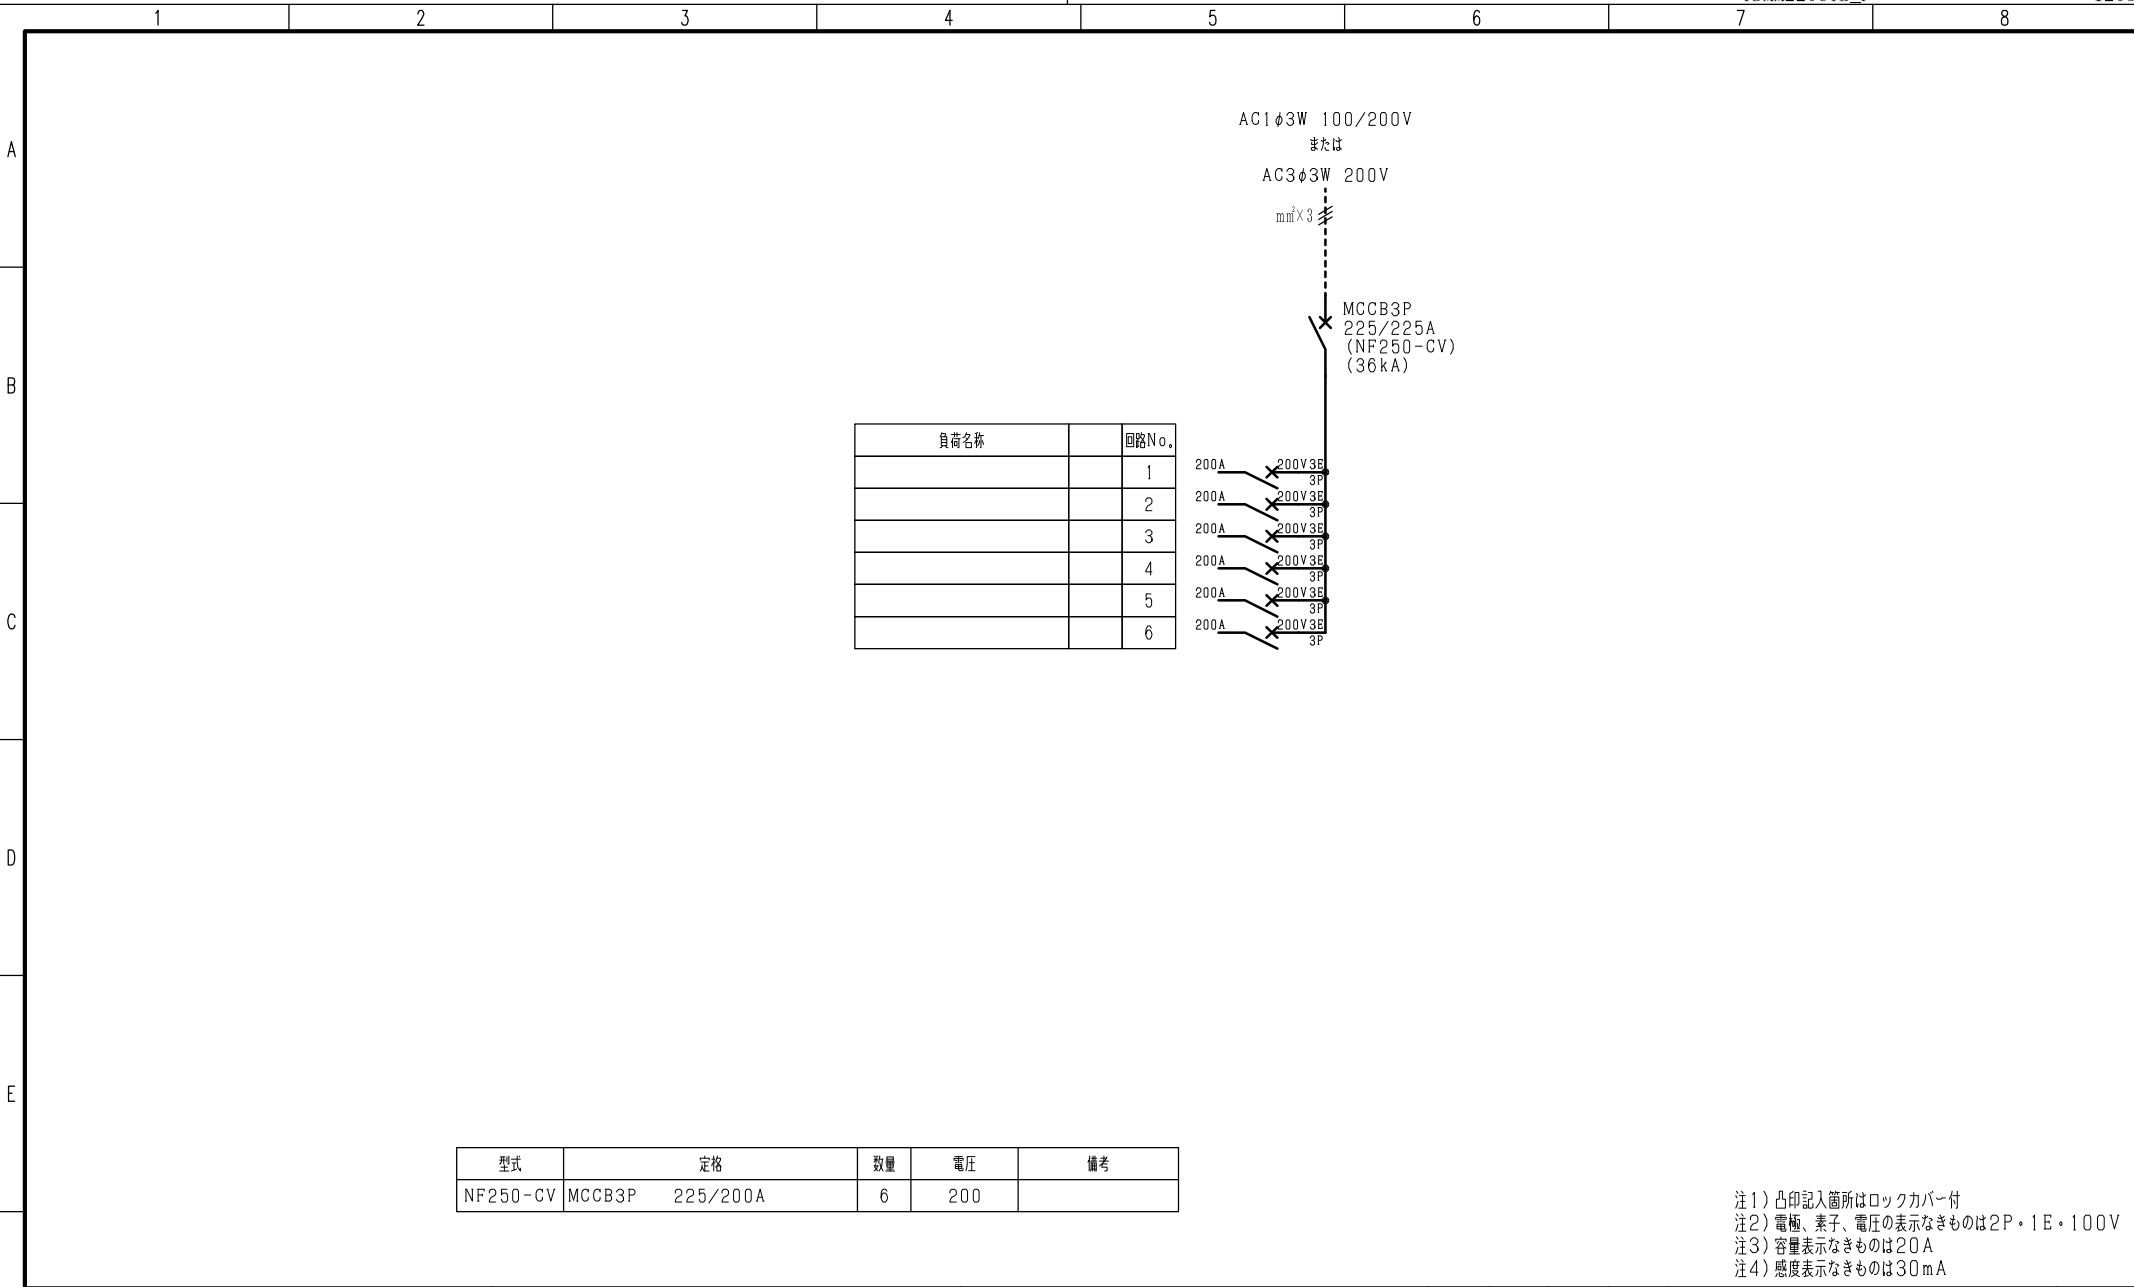 1 2 3 4 5 6 7 8
A
B
C
D
E
AC1φ3W 100/200V
または
AC3φ3W 200V
mm²×3
MCCB3P
225/225A
(NF250-CV)
(36kA)
負荷名称 回路No.
1 200A 200V3E
3P
2 200A 200V3E
3P
3 200A 200V3E
3P
4 200A 200V3E
3P
5 200A 200V3E
3P
6 200A 200V3E
3P
型式 定格 数量 電圧 備考
NF250-CV MCCB3P 225/200A 6 200
注1)凸印記入箇所はロックカバー付
注2)電極、素子、電圧の表示なきものは2P・1E・100V
注3)容量表示なきものは20A
注4)感度表示なきものは30mA